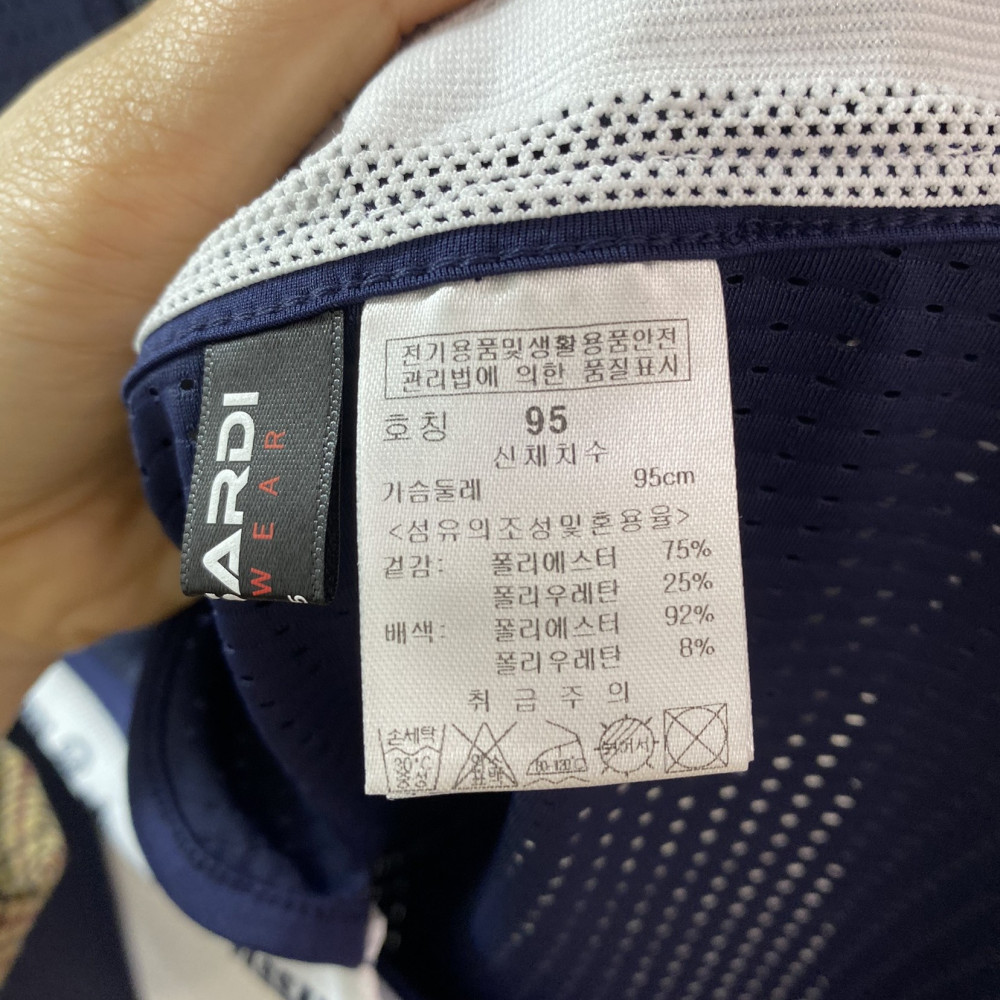 ARDI
WEAR
전기용품및생활용품안전
관리법에 의한 품질표시
호칭 95
신체치수
가슴둘레 95cm
<섬유의조성및혼용율>
겉감: 폴리에스터 75%
폴리우레탄 25%
배색: 폴리에스터 92%
폴리우레탄 8%
취급주의
손세탁
30°C